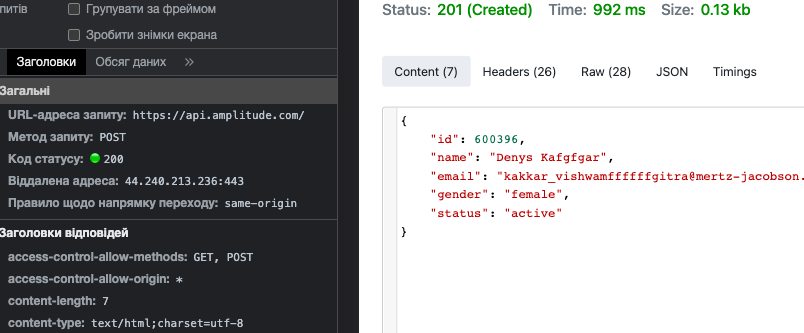 питів
Групувати за фреймом
Зробити знімки екрана
Заголовки Обсяг даних »
Загальні
URL-адреса запиту: https://api.amplitude.com/
Метод запиту: POST
Код статусу: 200
Віддалена адреса: 44.240.213.236:443
Правило щодо напрямку переходу: same-origin
Заголовки відповідей
access-control-allow-methods: GET, POST
access-control-allow-origin: *
content-length: 7
content-type: text/html;charset=utf-8
Status: 201 (Created) Time: 992 ms Size: 0.13 kb
Content (7) Headers (26) Raw (28) JSON Timings
{
"id": 600396,
"name": "Denys Kafgfgar",
"email": "kakkar_vishwamffffffgitra@mertz-jacobson.
"gender": "female",
"status": "active"
}